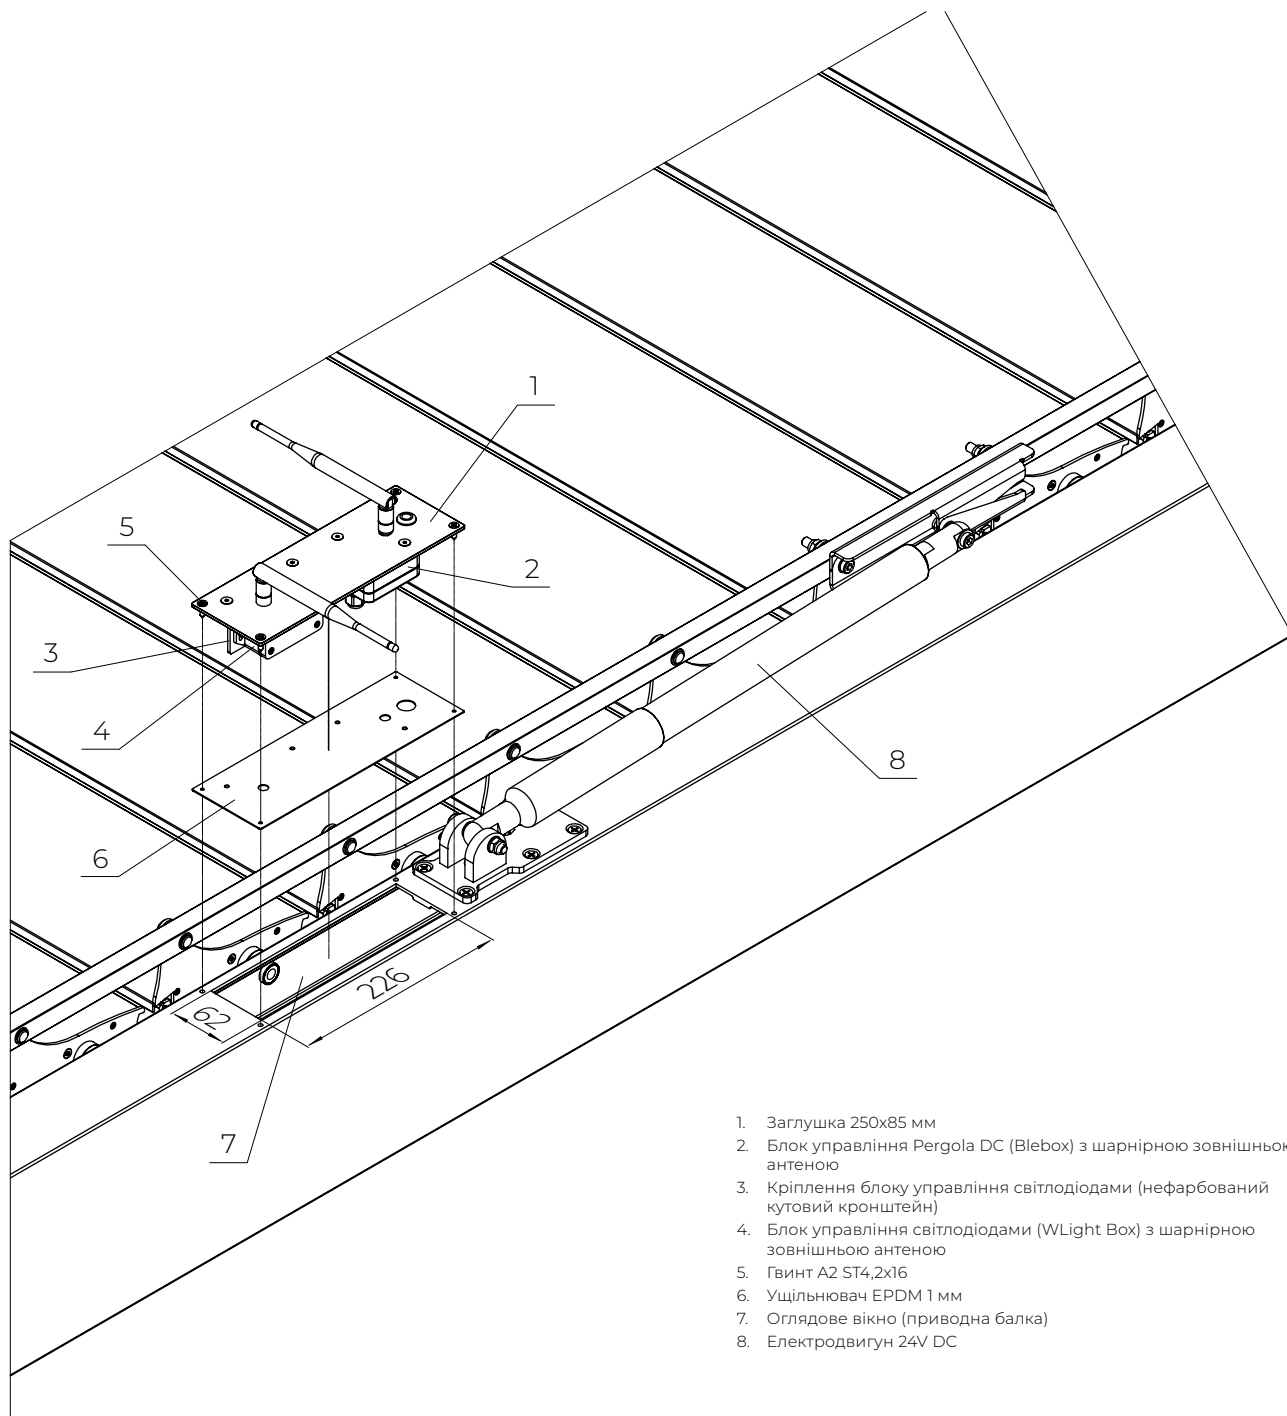 1
5
2
3
4
8
6
226
62
7
1. Заглушка 250x85 мм
2. Блок управління Pergola DC (Blebox) з шарнірною зовнішньою
антеною
3. Кріплення блоку управління світлодіодами (нефарбований
кутовий кронштейн)
4. Блок управління світлодіодами (WLight Box) з шарнірною
зовнішньою антеною
5. Гвинт A2 ST4,2x16
6. Ущільнювач EPDM 1 мм
7. Оглядове вікно (приводна балка)
8. Електродвигун 24V DC